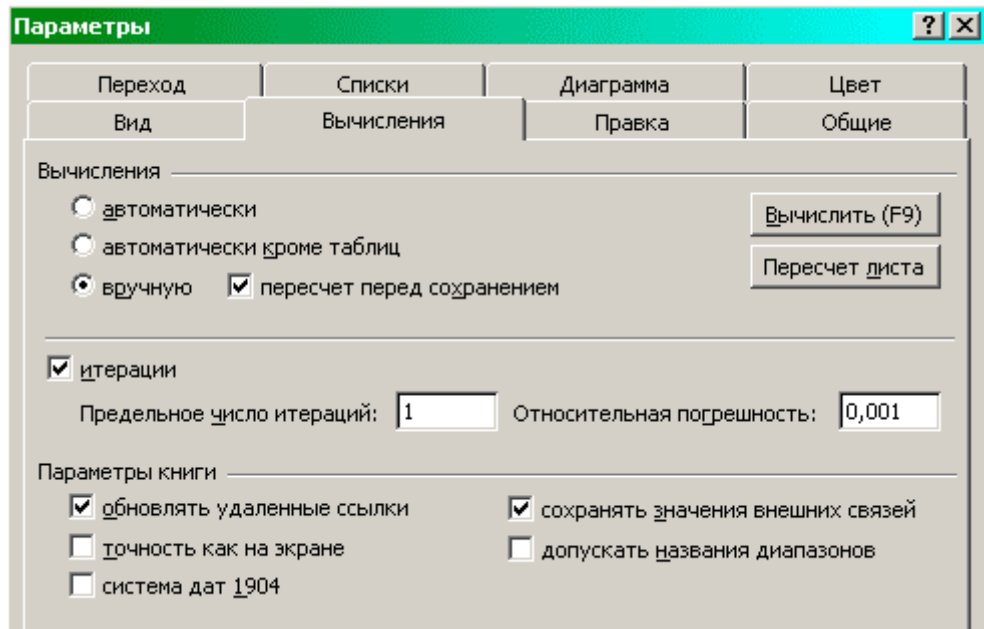 Параметры
Переход Списки Диаграмма Цвет
Вид Вычисления Правка Общие
Вычисления
автоматически
автоматически кроме таблиц
вручную пересчет перед сохранением
Вычислить (F9)
Пересчет листа
итерации
Предельное число итераций: 1 Относительная погрешность: 0,001
Параметры книги
обновлять удаленные ссылки сохранять значения внешних связей
точность как на экране допускать названия диапазонов
система дат 1904